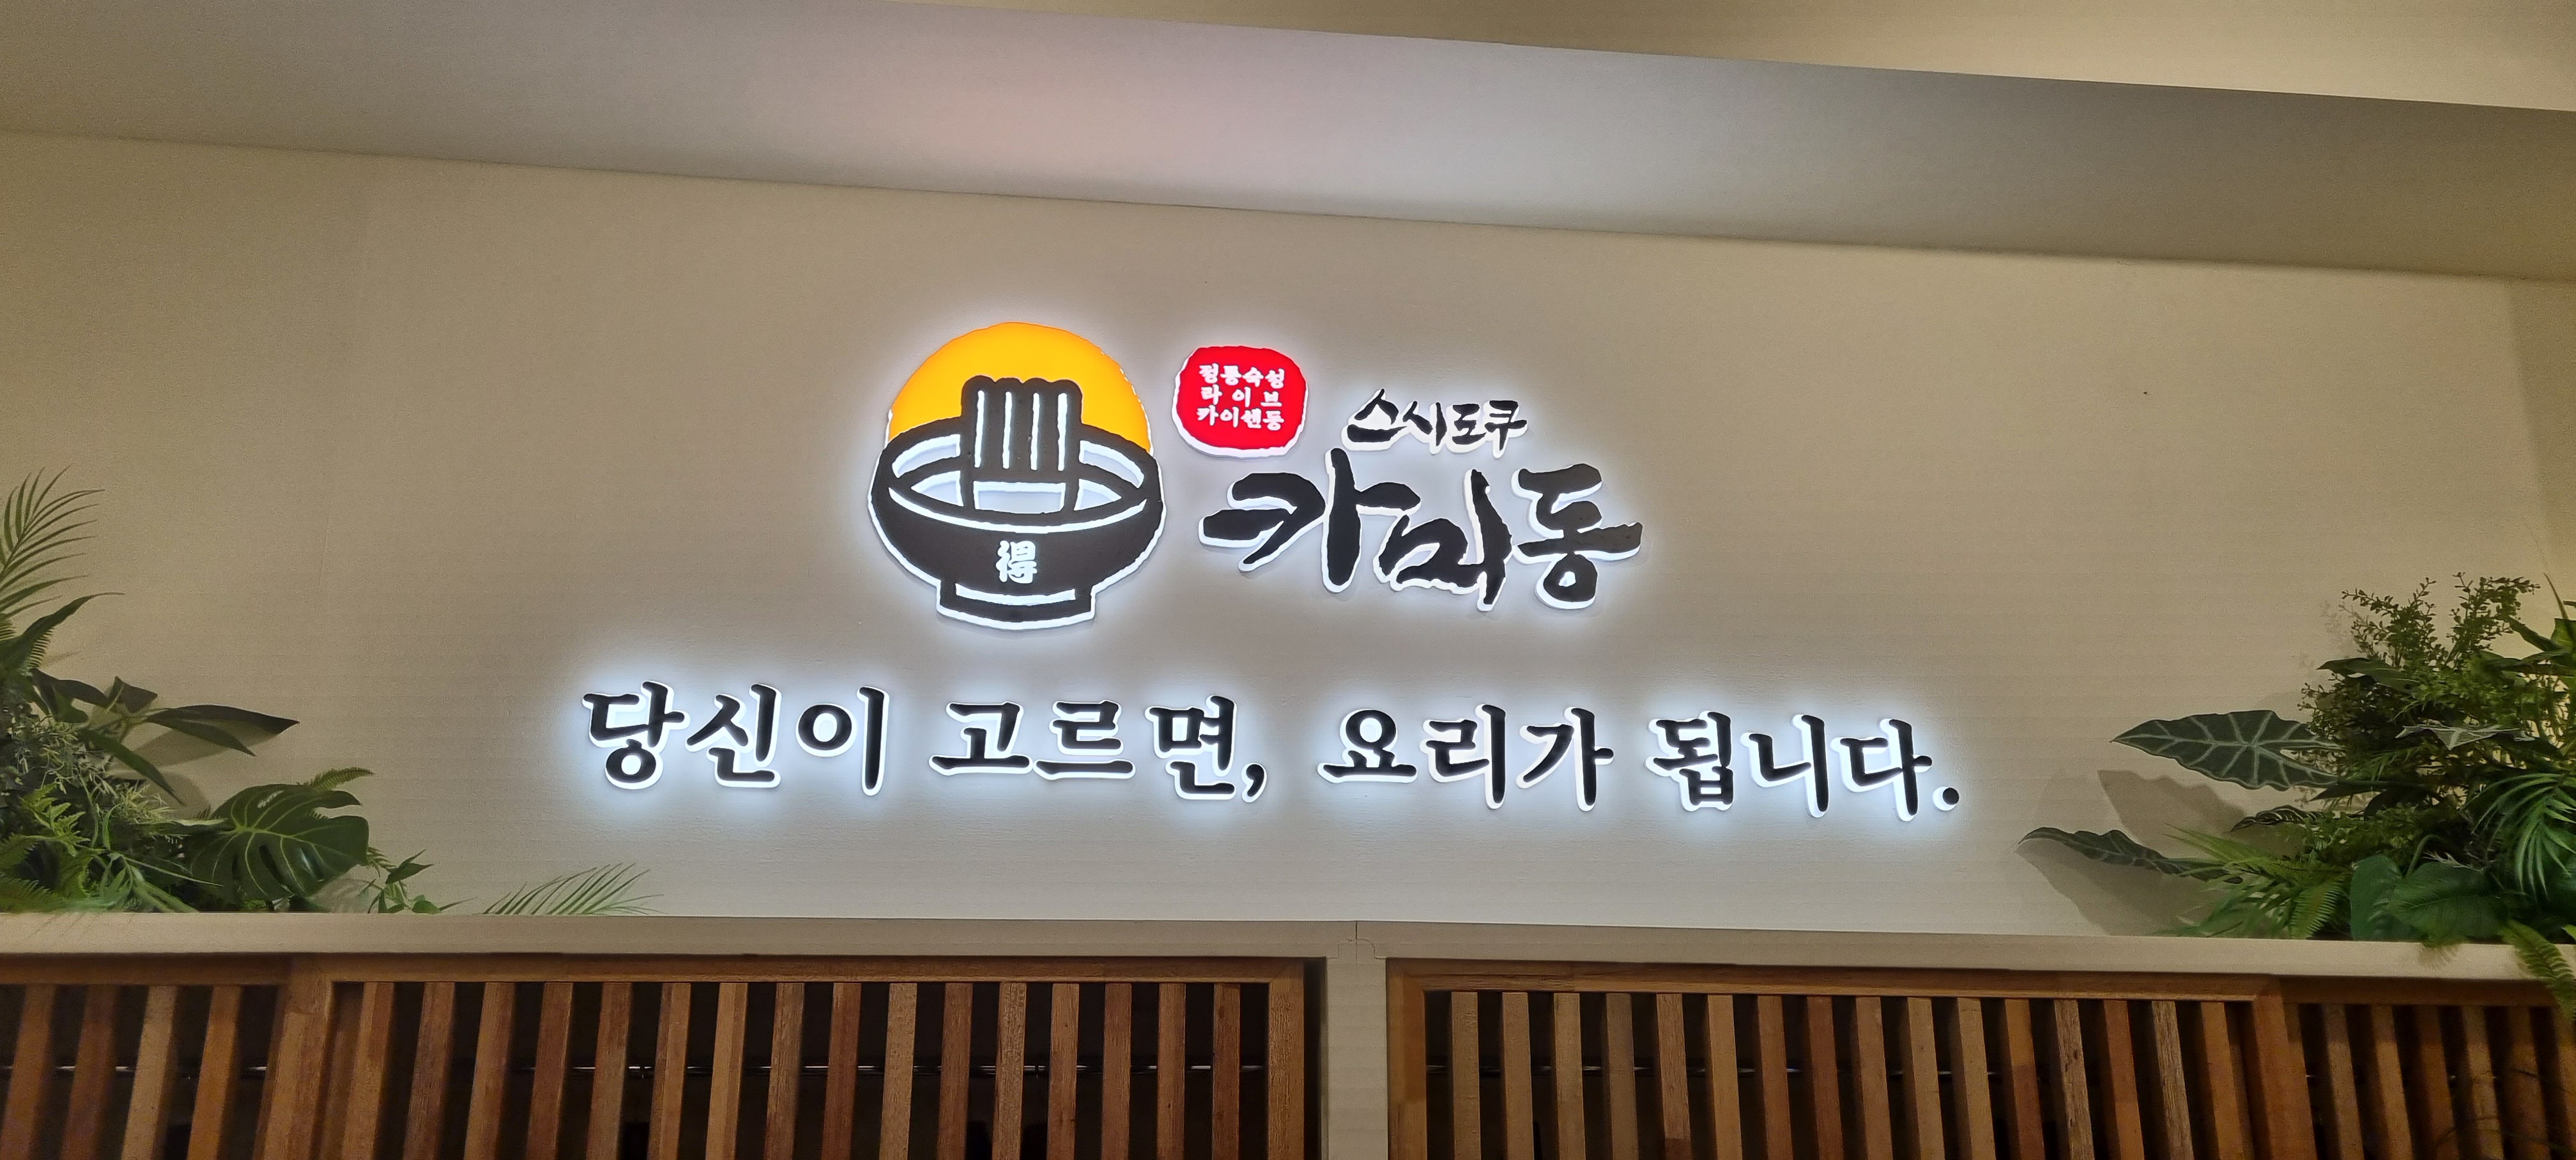 정통숙성
라이브
카이센동
스시도쿠
카미동
得
당신이 고르면, 요리가 됩니다.